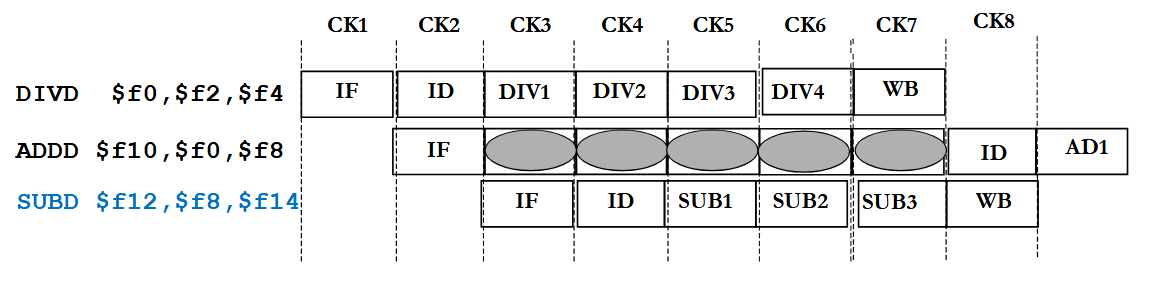 CK1 CK2 CK3 CK4 CK5 CK6 CK7 CK8
DIVD $f0,$f2,$f4 IF ID DIV1 DIV2 DIV3 DIV4 WB
ADDD $f10,$f0,$f8 IF ID AD1
SUBD $f12,$f8,$f14 IF ID SUB1 SUB2 SUB3 WB